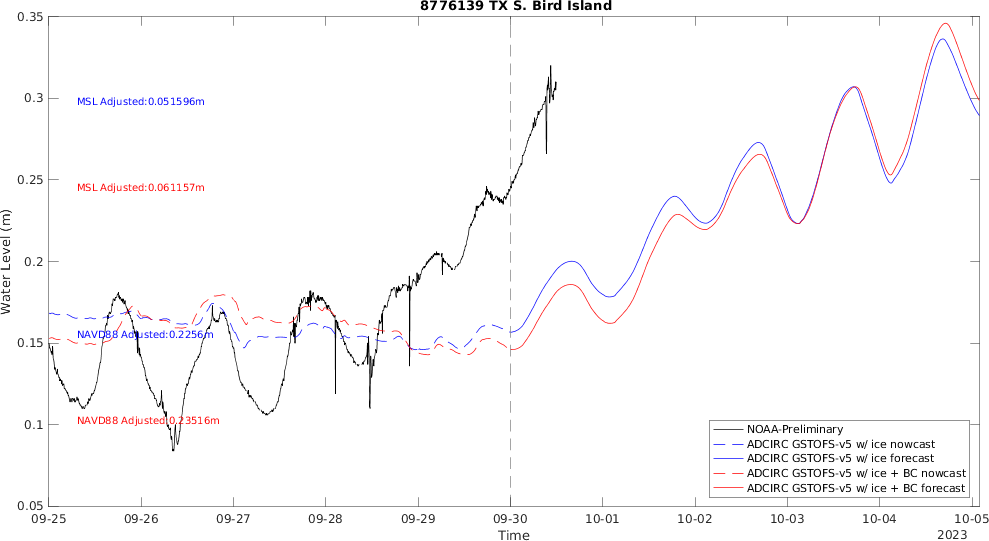 8776139 TX S. Bird Island
Water Level (m)
0.35
0.3
0.25
0.2
0.15
0.1
0.05
MSL Adjusted:0.051596m
MSL Adjusted:0.061157m
NAVD88 Adjusted:0.2256m
NAVD88 Adjusted:0.23516m
NOAA-Preliminary
ADCIRC GSTOFS-v5 w/ ice nowcast
ADCIRC GSTOFS-v5 w/ ice forecast
ADCIRC GSTOFS-v5 w/ ice + BC nowcast
ADCIRC GSTOFS-v5 w/ ice + BC forecast
09-25 09-26 09-27 09-28 09-29 09-30 10-01 10-02 10-03 10-04 10-05
Time
2023